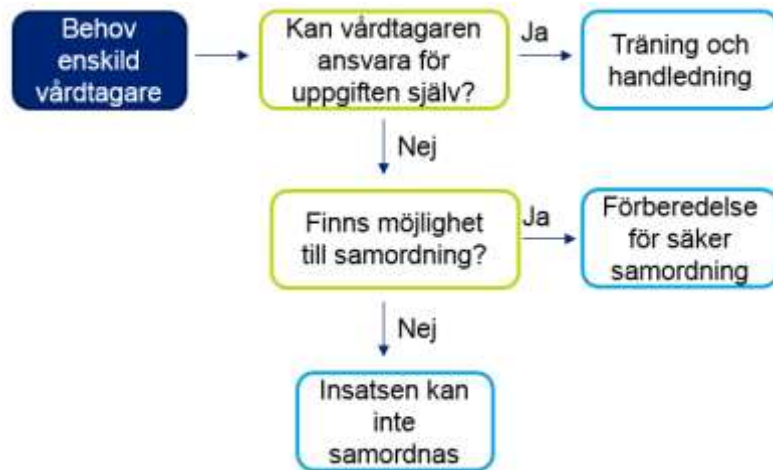 Behov
enskild
vårdtagare
Kan vårdtagaren
ansvara för
uppgiften själv?
Ja
Träning och
handledning
Nej
Finns möjlighet
till samordning?
Ja
Förberedelse
för säker
samordning
Nej
Insatsen kan
inte
samordnas